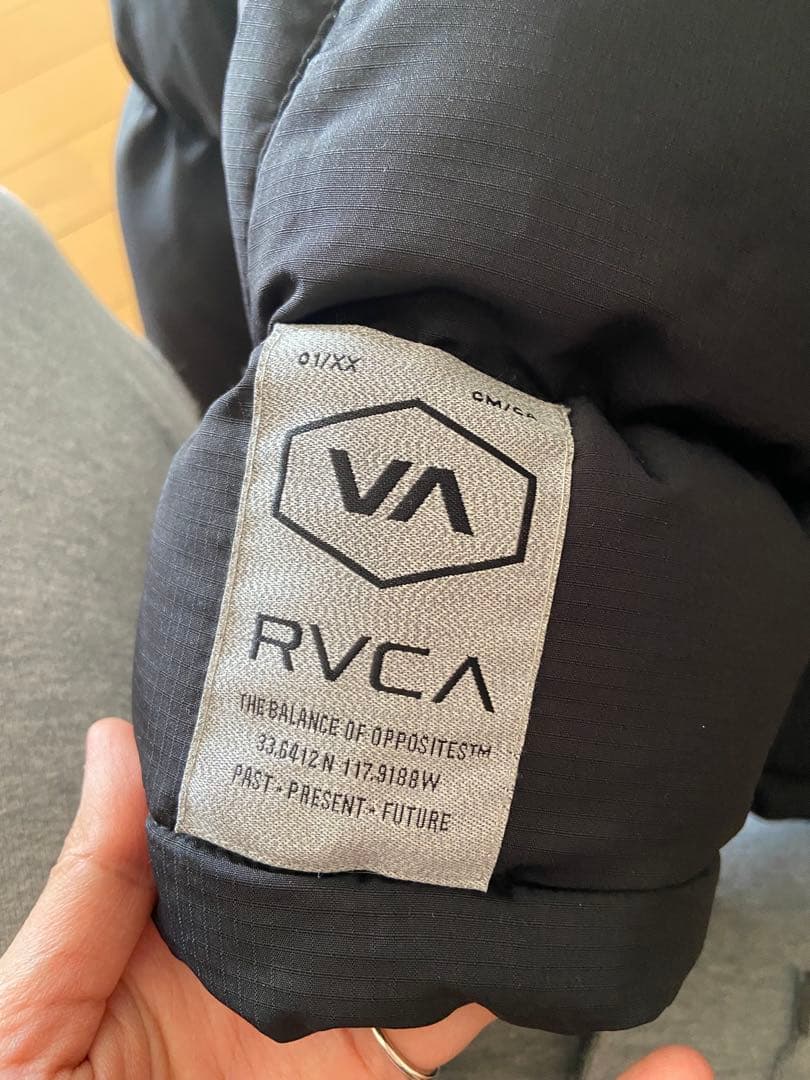 01/XX
VA
RVCA
THE BALANCE OF OPPOSITES™
33.6412 N 117.9188W
PAST - PRESENT - FUTURE